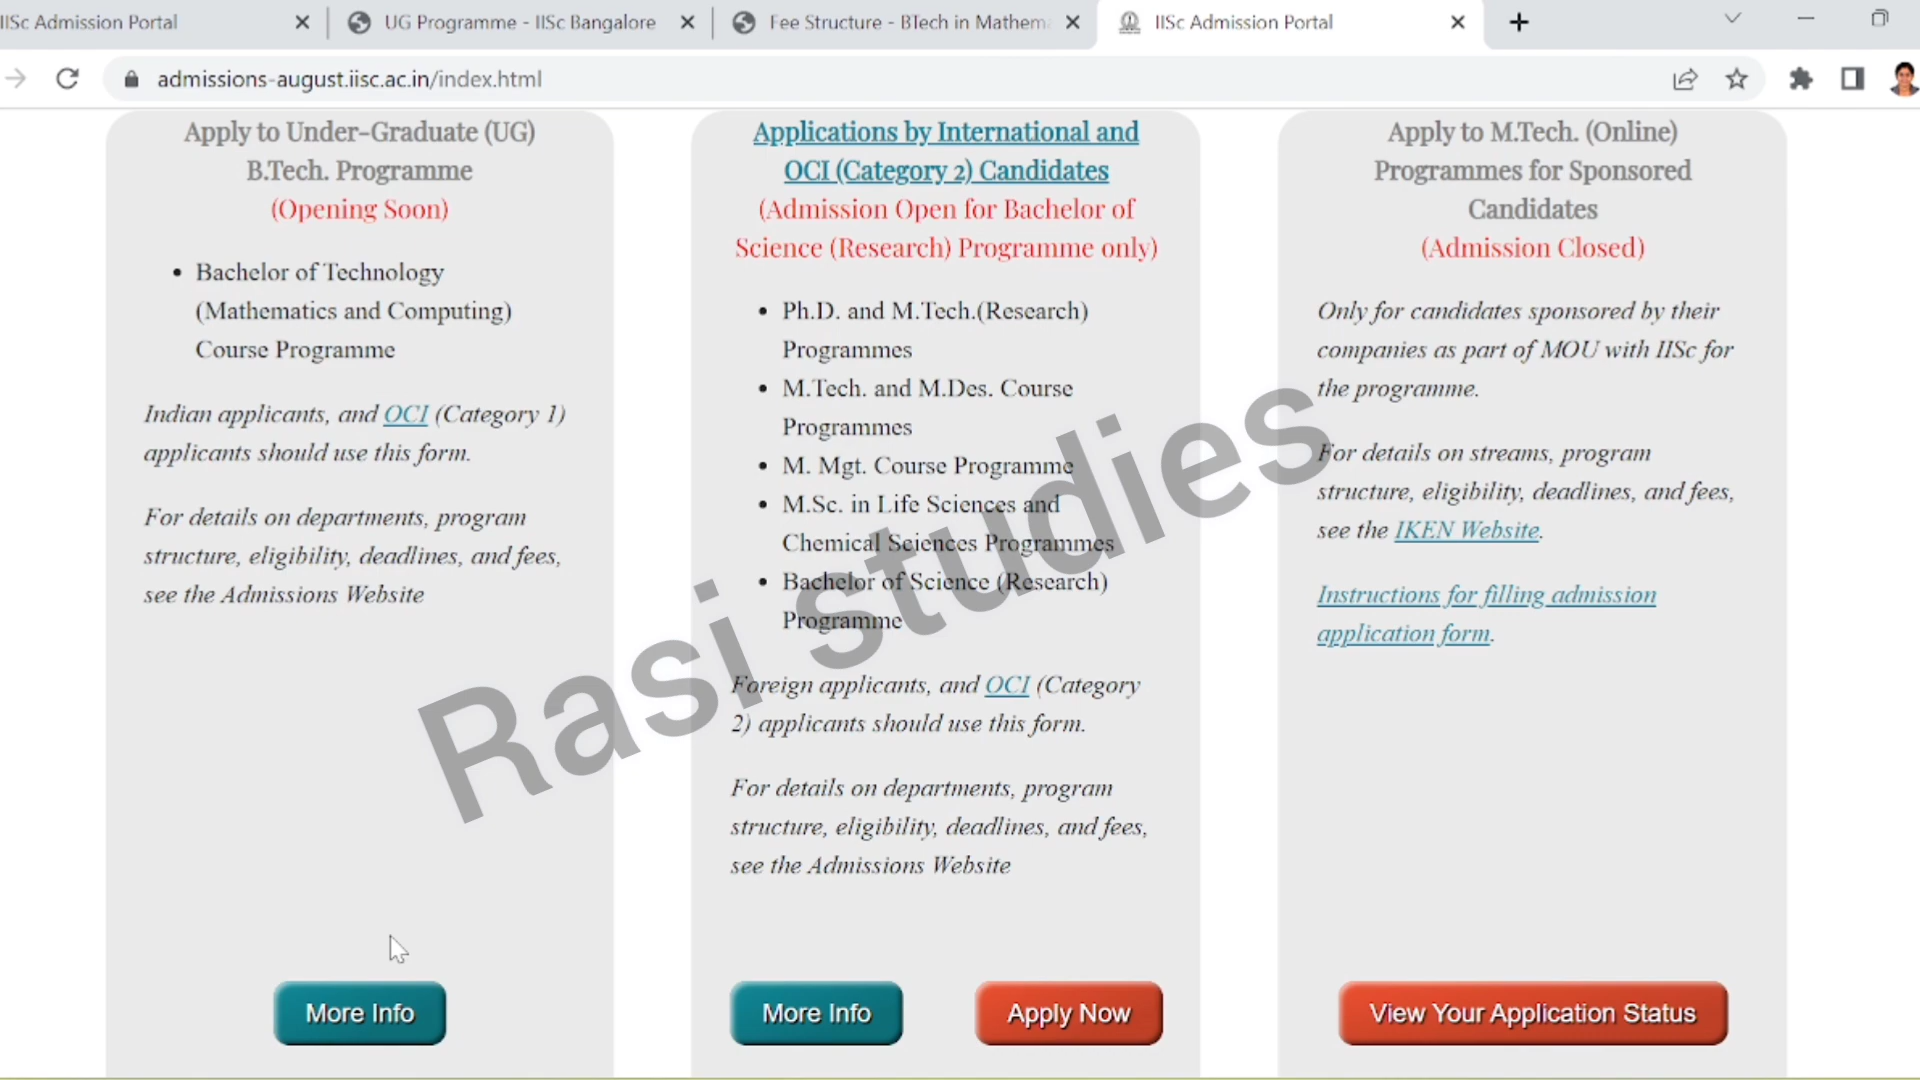 IISc Admission Portal
UG Programme - IISc Bangalore
Fee Structure - BTech in Mathema
IISc Admission Portal
admissions-august.iisc.ac.in/index.html
Apply to Under-Graduate (UG)
B.Tech. Programme
(Opening Soon)
• Bachelor of Technology
(Mathematics and Computing)
Course Programme
Indian applicants, and OCI (Category 1)
applicants should use this form.
For details on departments, program
structure, eligibility, deadlines, and fees,
see the Admissions Website
More Info
Applications by International and
OCI (Category 2) Candidates
(Admission Open for Bachelor of
Science (Research) Programme only)
• Ph.D. and M.Tech.(Research)
Programmes
• M.Tech. and M.Des. Course
Programmes
• M. Mgt. Course Programme
• M.Sc. in Life Sciences and
Chemical Sciences Programmes
• Bachelor of Science (Research)
Programme
Foreign applicants, and OCI (Category
2) applicants should use this form.
For details on departments, program
structure, eligibility, deadlines, and fees,
see the Admissions Website
More Info
Apply Now
Apply to M.Tech. (Online)
Programmes for Sponsored
Candidates
(Admission Closed)
Only for candidates sponsored by their
companies as part of MOU with IISc for
the programme.
For details on streams, program
structure, eligibility, deadlines, and fees,
see the IKEN Website.
Instructions for filling admission
application form.
View Your Application Status
Rasi studies